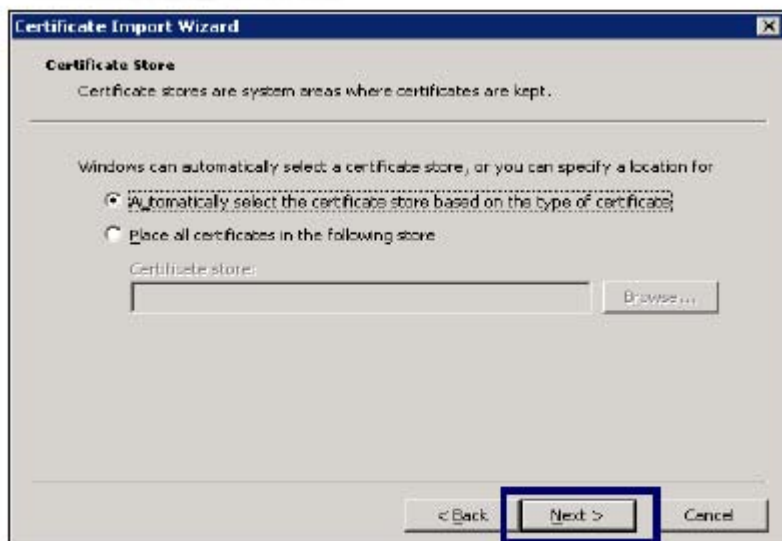 Certificate Import Wizard
Certificate Store
Certificate stores are system areas where certificates are kept.
Windows can automatically select a certificate store, or you can specify a location for
Automatically select the certificate store based on the type of certificate
Place all certificates in the following store
Certificate store:
Browse...
< Back
Next >
Cancel